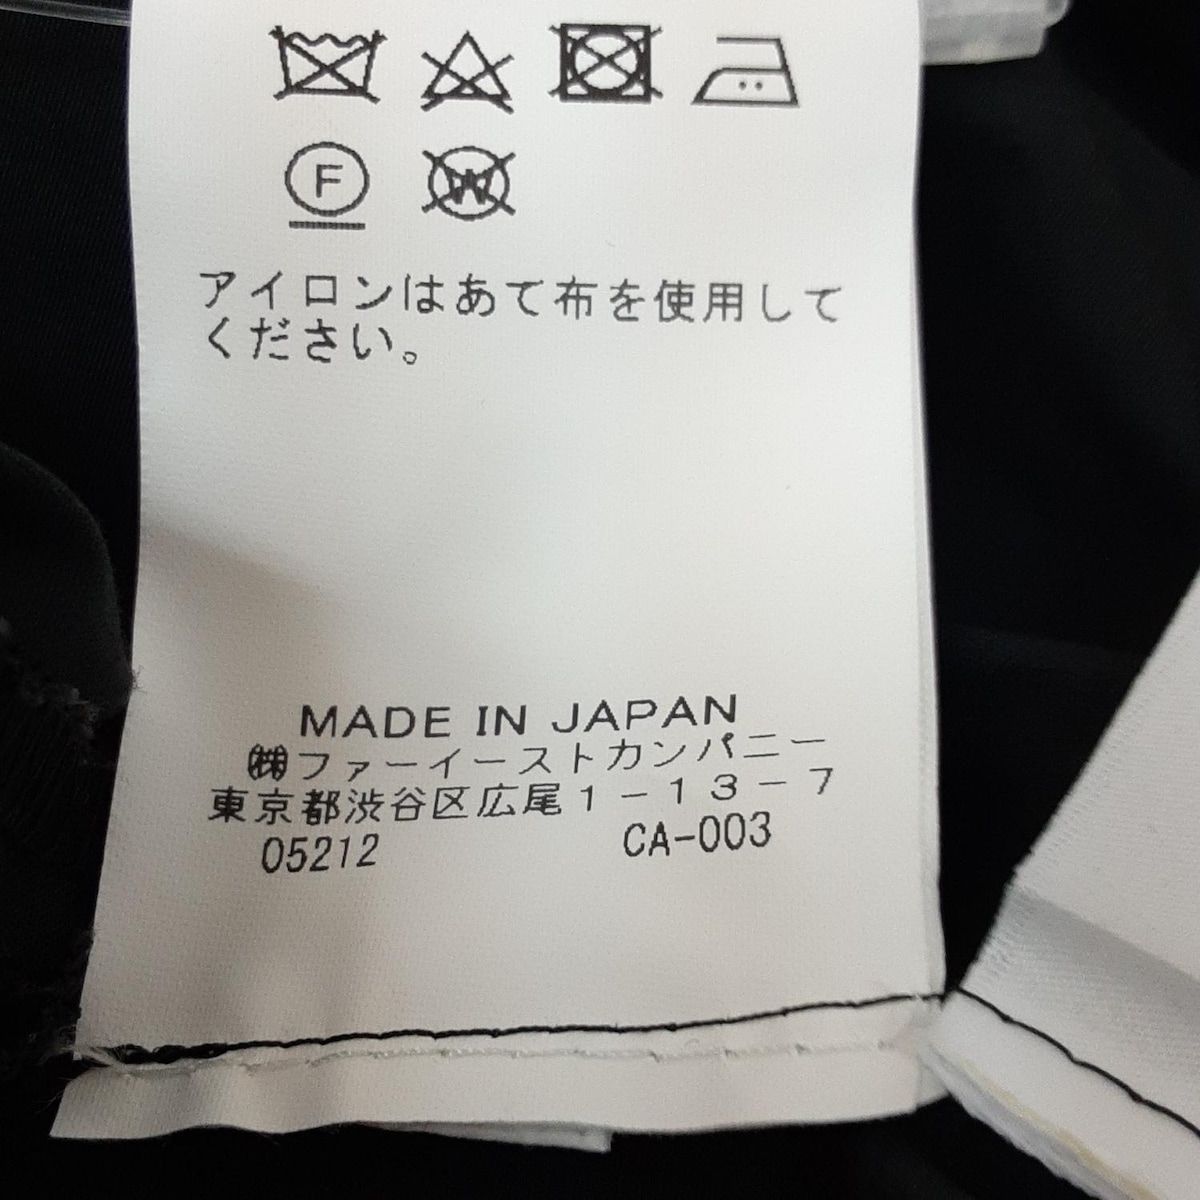 F
W
アイロンはあて布を使用して
ください。
MADE IN JAPAN
㈱ファーイーストカンパニー
東京都渋谷区広尾1-13-7
05212 CA-003